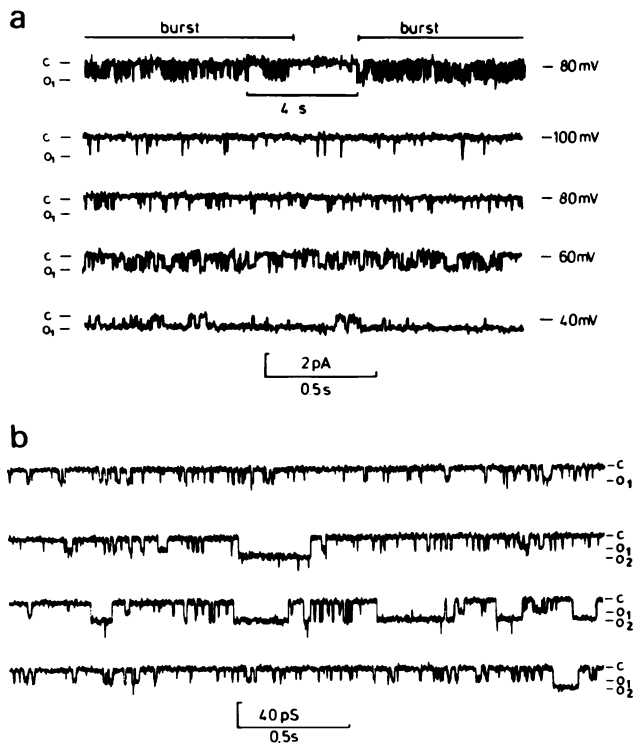 a
burst burst
c
o₁
- 80mV
4 s
c
o₁
- 100mV
c
o₁
- 80mV
c
o₁
- 60mV
c
o₁
- 40mV
2pA
0.5s
b
-c
-o₁
-c
-o₁
-o₂
-c
-o₁
-o₂
-c
-o₁
-o₂
40pS
0.5s